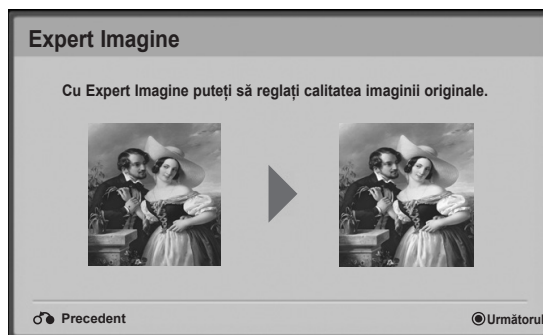 Expert Imagine
Cu Expert Imagine puteți să reglați calitatea imaginii originale.
Precedent
Următorul